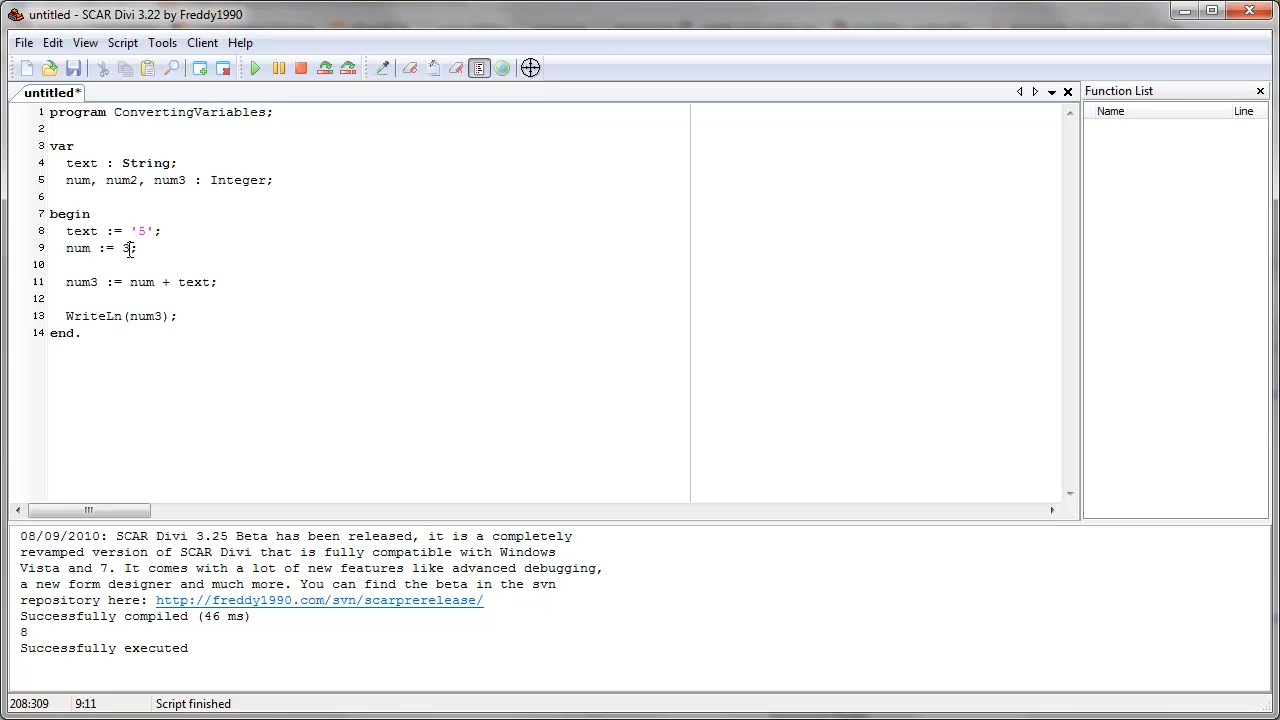 untitled - SCAR Divi 3.22 by Freddy1990
File Edit View Script Tools Client Help
untitled*
Function List
Name Line
1 program ConvertingVariables;
2
3 var
4 text : String;
5 num, num2, num3 : Integer;
6
7 begin
8 text := '5';
9 num := 3;
10
11 num3 := num + text;
12
13 WriteLn(num3);
14 end.
08/09/2010: SCAR Divi 3.25 Beta has been released, it is a completely
revamped version of SCAR Divi that is fully compatible with Windows
Vista and 7. It comes with a lot of new features like advanced debugging,
a new form designer and much more. You can find the beta in the svn
repository here: http://freddy1990.com/svn/scarprerelease/
Successfully compiled (46 ms)
8
Successfully executed
208:309 9:11 Script finished